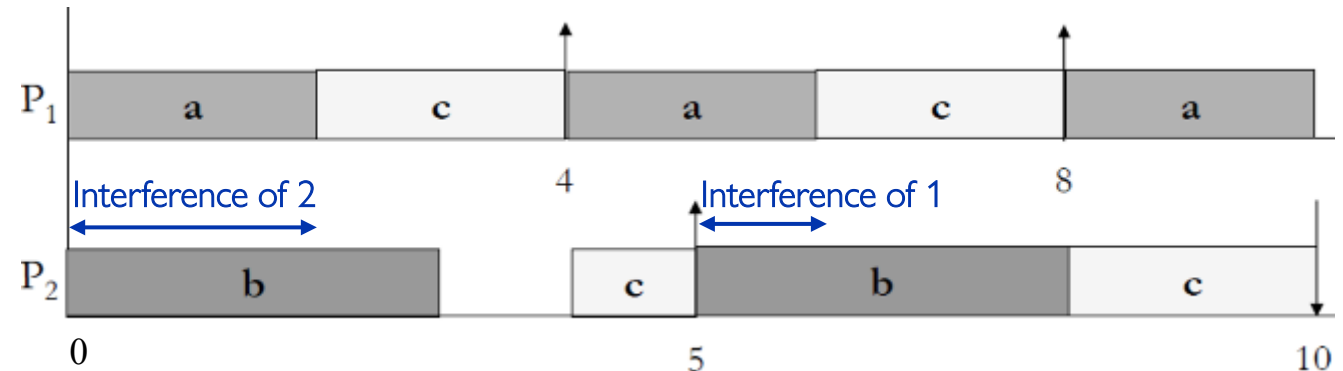 P₁ a c a c a
4 8
Interference of 2 Interference of 1
P₂ b c b c
0 5 10